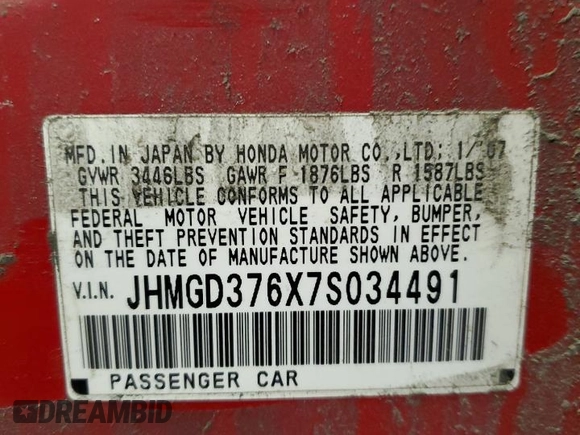 MFD.IN JAPAN BY HONDA MOTOR CO.,LTD; 1/'07
GVWR 3446LBS GAWR F 1876LBS R 1587LBS
THIS VEHICLE CONFORMS TO ALL APPLICABLE
FEDERAL MOTOR VEHICLE SAFETY, BUMPER,
AND THEFT PREVENTION STANDARDS IN EFFECT
ON THE DATE OF MANUFACTURE SHOWN ABOVE.
V.I.N. JHMGD376X7S034491
PASSENGER CAR
DREAMBID